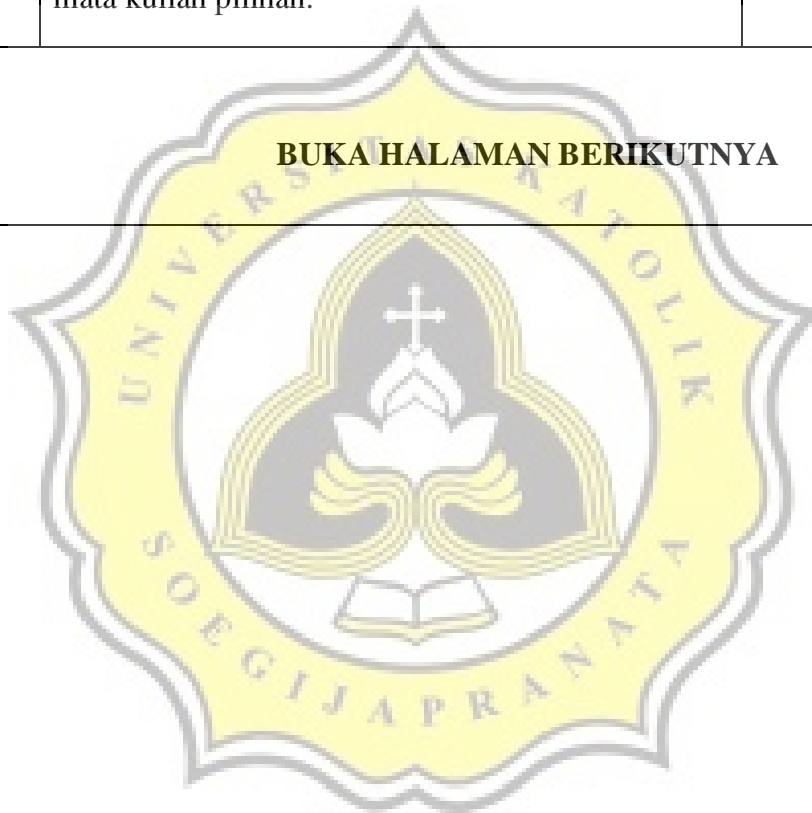 mata kuliah pilihan.
BUKA HALAMAN BERIKUTNYA
UNIVERSITAS KATOLIK
SOEGIJAPRANATA